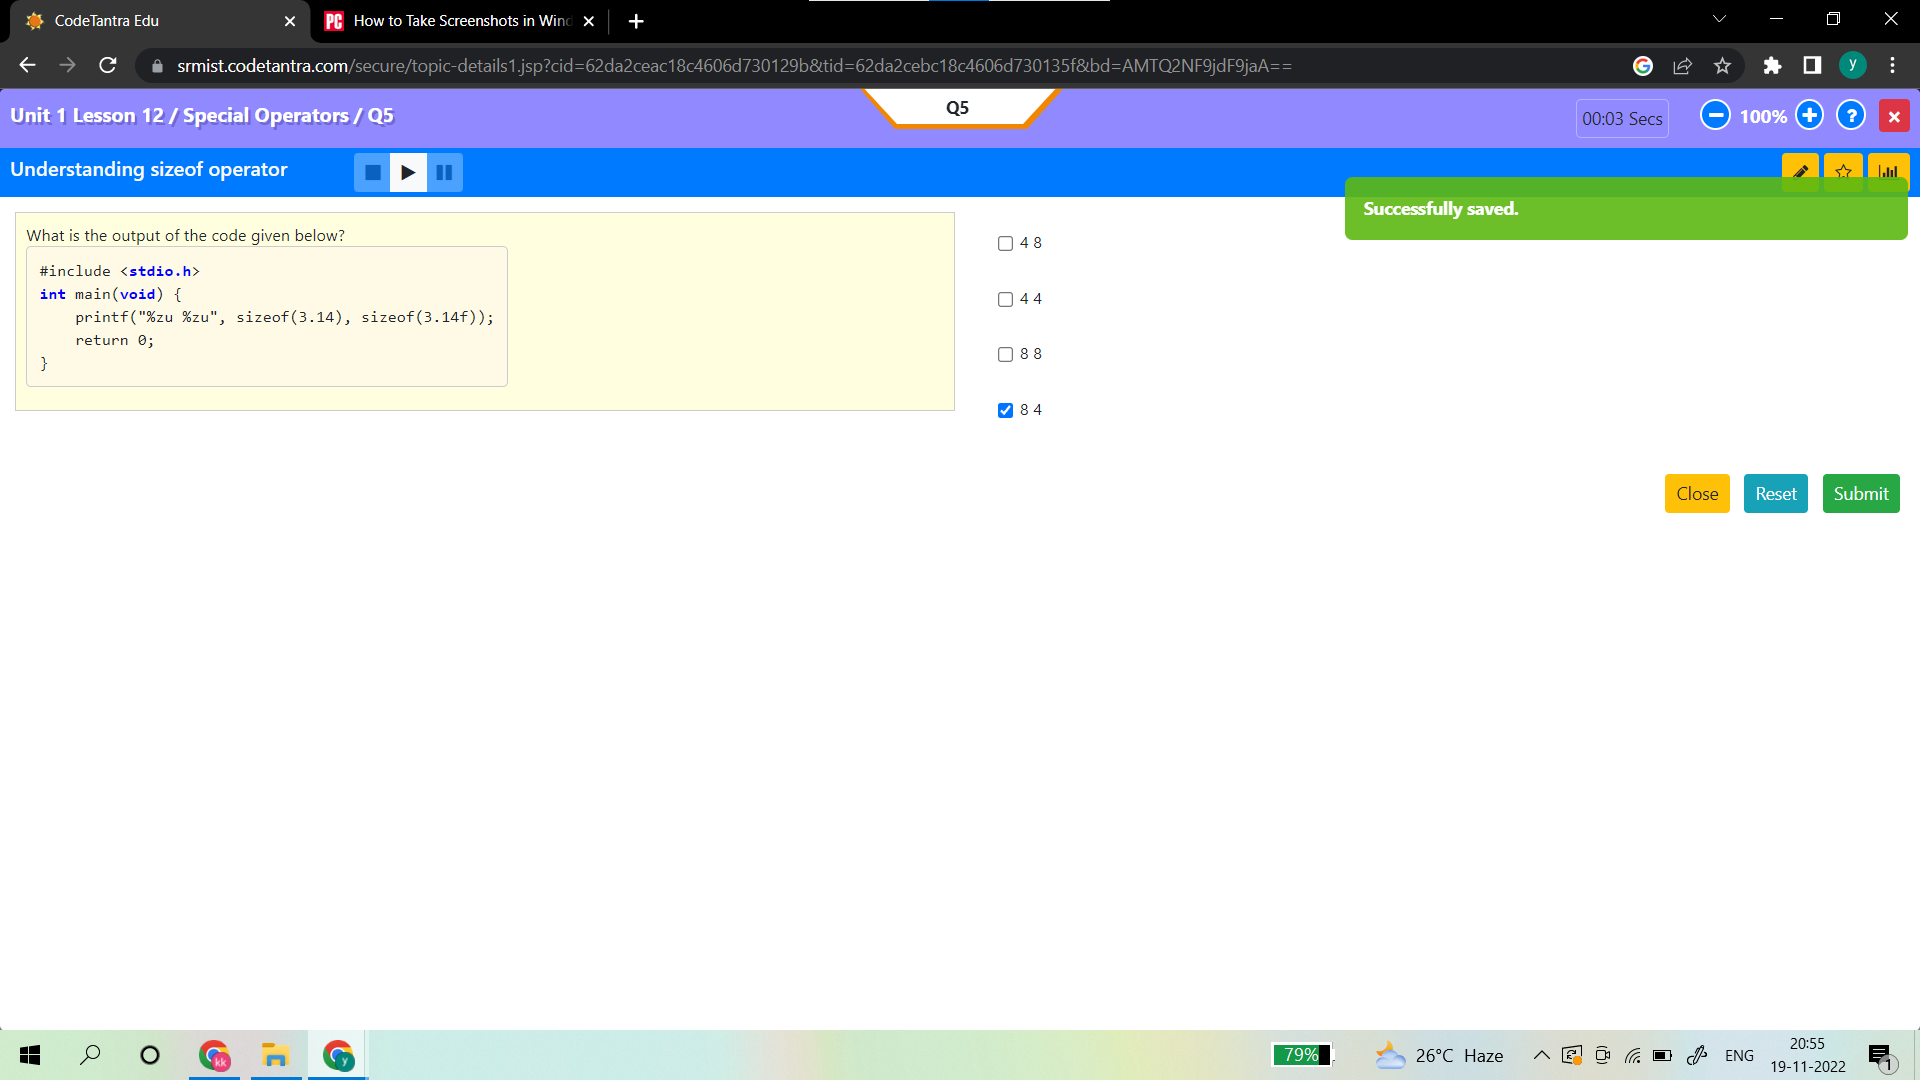 CodeTantra Edu
PC How to Take Screenshots in Wind
srmist.codetantra.com/secure/topic-details1.jsp?cid=62da2ceac18c4606d730129b&tid=62da2cebc18c4606d730135f&bd=AMTQ2NF9jdF9jaA==
y
Unit 1 Lesson 12 / Special Operators / Q5
Q5
00:03 Secs
100%
?
Understanding sizeof operator
Successfully saved.
What is the output of the code given below?
#include <stdio.h>
int main(void) {
printf("%zu %zu", sizeof(3.14), sizeof(3.14f));
return 0;
}
4 8
4 4
8 8
8 4
Close Reset Submit
kk
y
79%
26°C Haze
ENG
20:55
19-11-2022
1